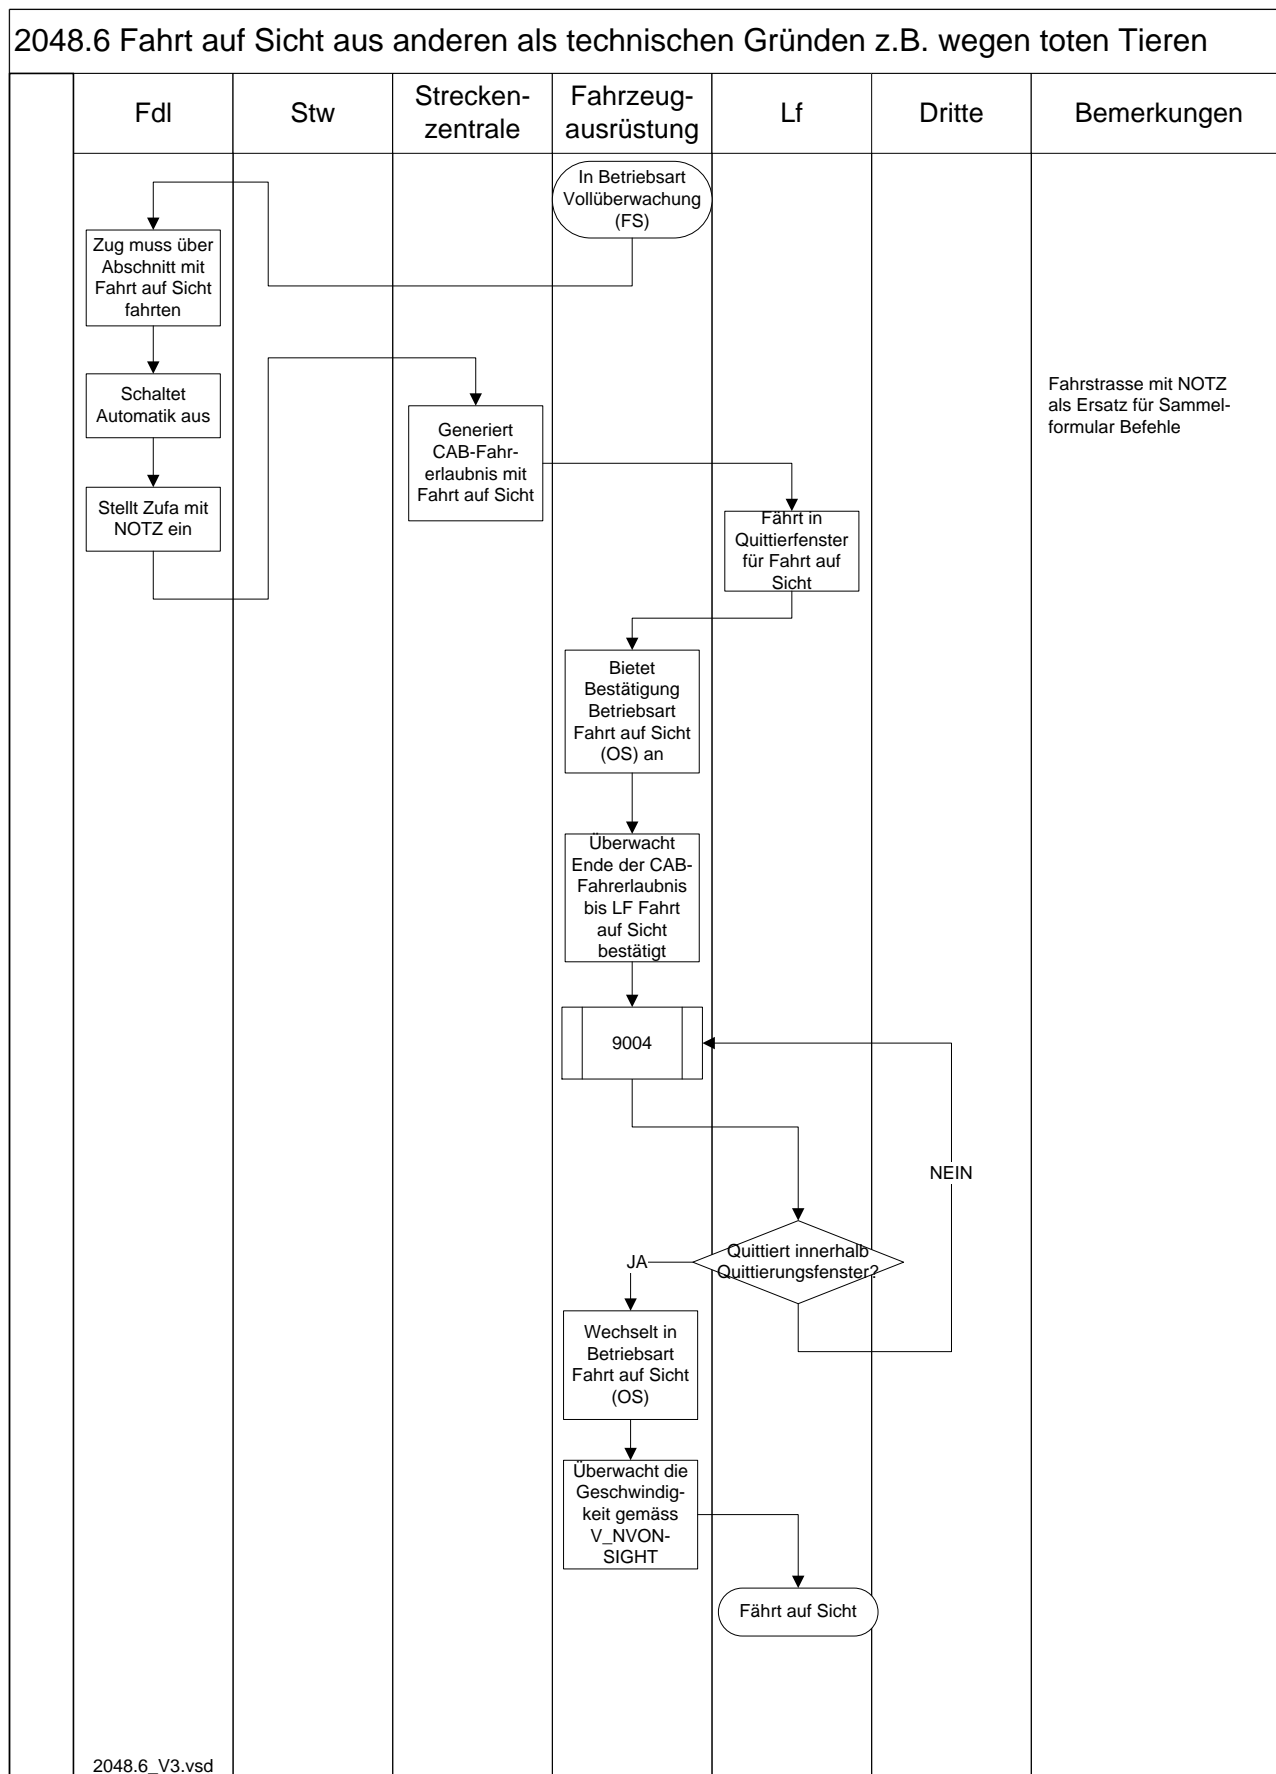 2048.6 Fahrt auf Sicht aus anderen als technischen Gründen z.B. wegen toten Tieren
Fdl
Stw
Strecken-
zentrale
Fahrzeug-
ausrüstung
Lf
Dritte
Bemerkungen
In Betriebsart
Vollüberwachung
(FS)
Zug muss über
Abschnitt mit
Fahrt auf Sicht
fahrten
Schaltet
Automatik aus
Stellt Zufa mit
NOTZ ein
Generiert
CAB-Fahr-
erlaubnis mit
Fahrt auf Sicht
Fahrstrasse mit NOTZ
als Ersatz für Sammel-
formular Befehle
Fährt in
Quittierfenster
für Fahrt auf
Sicht
Bietet
Bestätigung
Betriebsart
Fahrt auf Sicht
(OS) an
Überwacht
Ende der CAB-
Fahrerlaubnis
bis LF Fahrt
auf Sicht
bestätigt
9004
NEIN
Quittiert innerhalb
Quittierungsfenster?
JA
Wechselt in
Betriebsart
Fahrt auf Sicht
(OS)
Überwacht die
Geschwindig-
keit gemäss
V_NVON-
SIGHT
Fährt auf Sicht
2048.6_V3.vsd